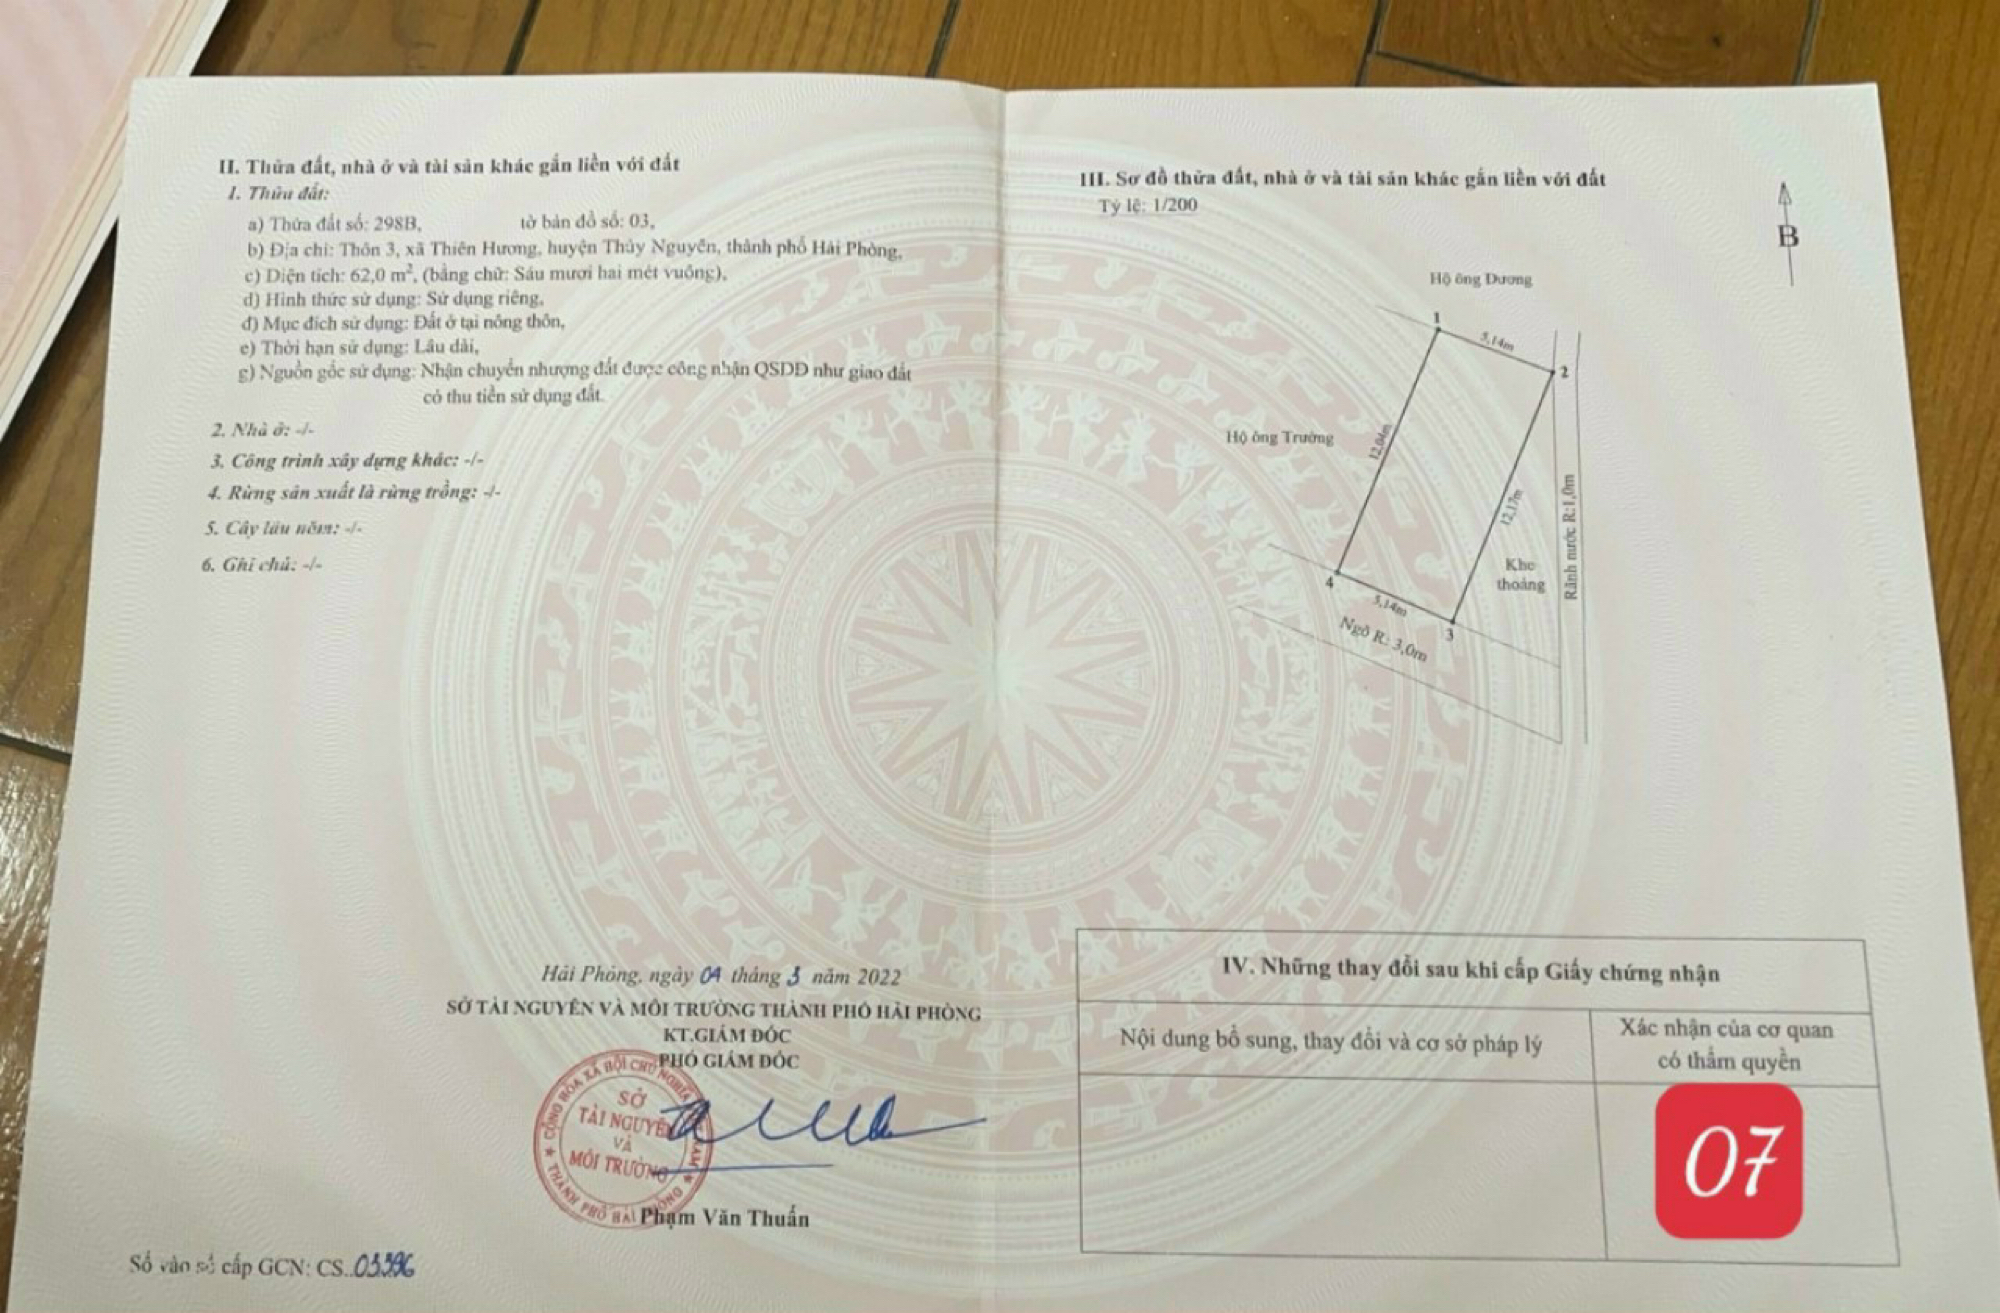 II. Thửa đất, nhà ở và tài sản khác gắn liền với đất
1. Thửa đất:
a) Thửa đất số: 298B, tờ bản đồ số: 03,
b) Địa chỉ: Thôn 3, xã Thiên Hương, huyện Thủy Nguyên, thành phố Hải Phòng,
c) Diện tích: 62,0 m², (bằng chữ: Sáu mươi hai mét vuông),
d) Hình thức sử dụng: Sử dụng riêng,
đ) Mục đích sử dụng: Đất ở tại nông thôn,
e) Thời hạn sử dụng: Lâu dài,
g) Nguồn gốc sử dụng: Nhận chuyển nhượng đất được công nhận QSDĐ như giao đất
có thu tiền sử dụng đất.
2. Nhà ở: -/-
3. Công trình xây dựng khác: -/-
4. Rừng sản xuất là rừng trồng: -/-
5. Cây lâu năm: -/-
6. Ghi chú: -/-
Hải Phòng, ngày 04 tháng 3 năm 2022
SỞ TÀI NGUYÊN VÀ MÔI TRƯỜNG THÀNH PHỐ HẢI PHÒNG
KT.GIÁM ĐỐC
PHÓ GIÁM ĐỐC
CỘNG HÒA XÃ HỘI CHỦ NGHĨA NAM
SỞ
TÀI NGUYÊN
VÀ
MÔI TRƯỜNG
THÀNH PHỐ HẢI PHÒNG
Phạm Văn Thuấn
Số vào sổ cấp GCN: CS..03396
III. Sơ đồ thửa đất, nhà ở và tài sản khác gắn liền với đất
Tỷ lệ: 1/200
B
Hộ ông Dương
1
5,14m
2
Hộ ông Trường
12,04m
12,17m
Rãnh nước R:1,0m
Khe
thoáng
4
5,14m
3
Ngõ R: 3,0m
IV. Những thay đổi sau khi cấp Giấy chứng nhận
Nội dung bổ sung, thay đổi và cơ sở pháp lý
Xác nhận của cơ quan
có thẩm quyền
07